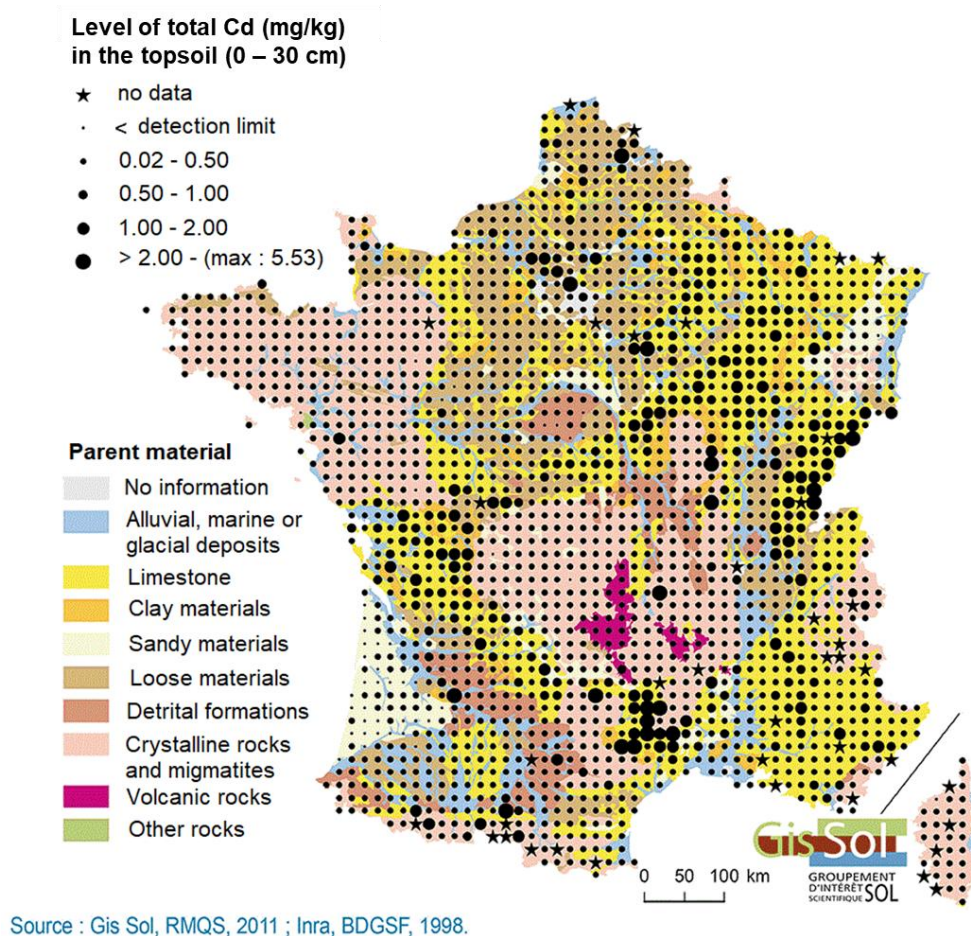 Level of total Cd (mg/kg)
in the topsoil (0 – 30 cm)
no data
< detection limit
0.02 - 0.50
0.50 - 1.00
1.00 - 2.00
> 2.00 - (max : 5.53)
Parent material
No information
Alluvial, marine or
glacial deposits
Limestone
Clay materials
Sandy materials
Loose materials
Detrital formations
Crystalline rocks
and migmatites
Volcanic rocks
Other rocks
0 50 100 km
Gis Sol
GROUPEMENT
D'INTÉRÊT
SCIENTIFIQUE SOL
Source : Gis Sol, RMQS, 2011 ; Inra, BDGSF, 1998.